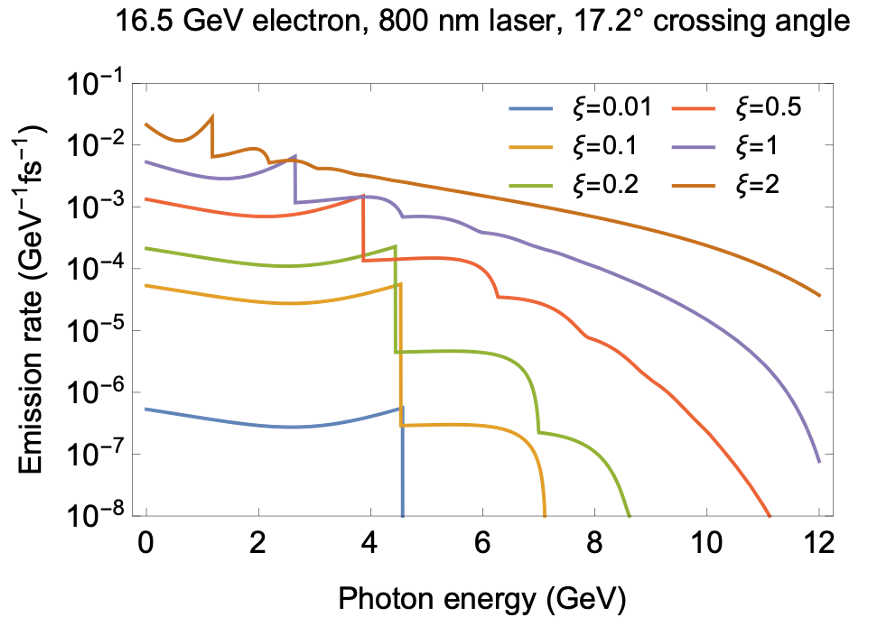 16.5 GeV electron, 800 nm laser, 17.2° crossing angle
10⁻¹
10⁻²
10⁻³
10⁻⁴
10⁻⁵
10⁻⁶
10⁻⁷
10⁻⁸
Emission rate (GeV⁻¹fs⁻¹)
ξ=0.01 ξ=0.5
ξ=0.1 ξ=1
ξ=0.2 ξ=2
0 2 4 6 8 10 12
Photon energy (GeV)